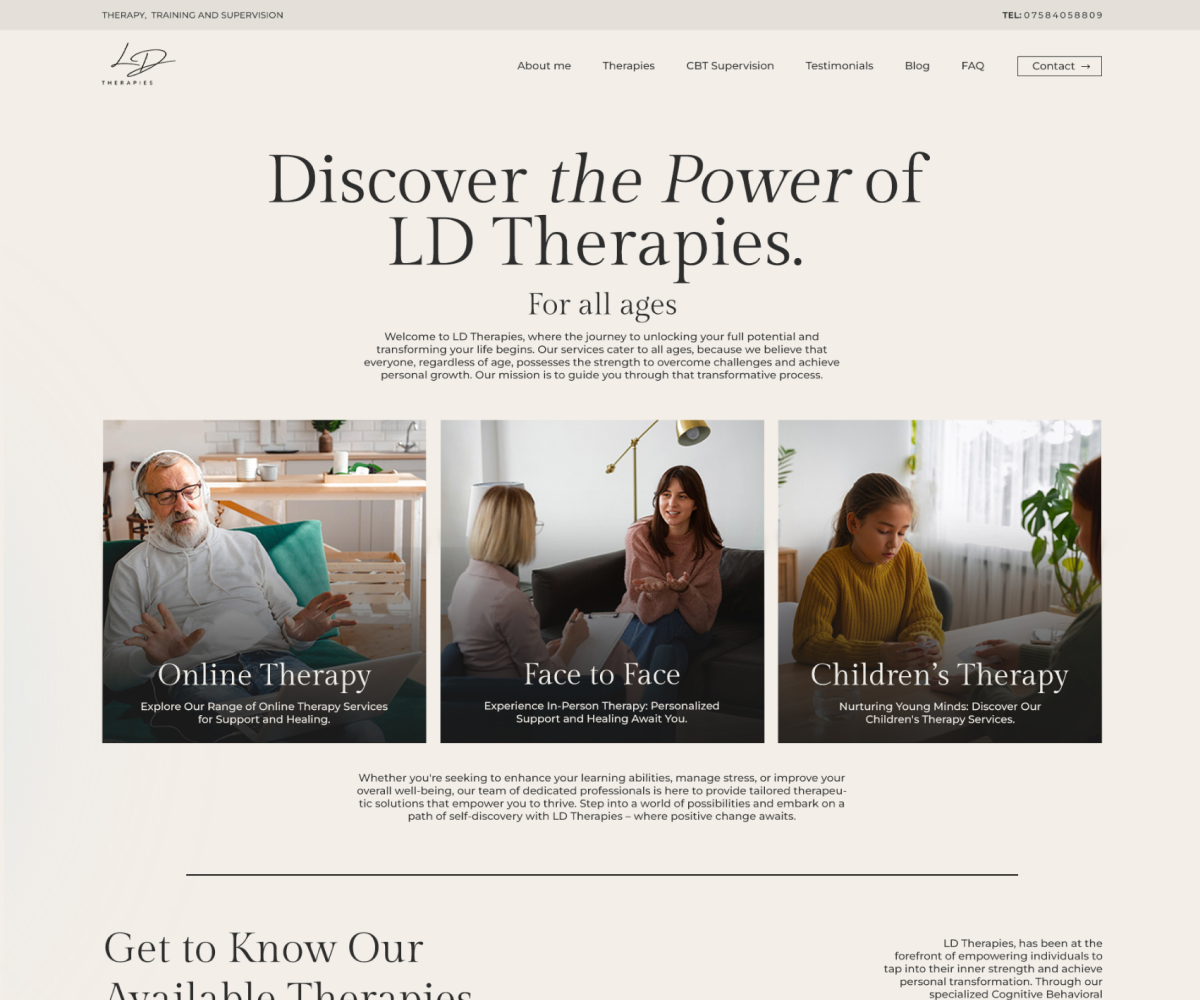 THERAPY, TRAINING AND SUPERVISION
TEL: 07584058809
LD
THERAPIES
About me
Therapies
CBT Supervision
Testimonials
Blog
FAQ
Contact →
Discover the Power of
LD Therapies.
For all ages
Welcome to LD Therapies, where the journey to unlocking your full potential and
transforming your life begins. Our services cater to all ages, because we believe that
everyone, regardless of age, possesses the strength to overcome challenges and achieve
personal growth. Our mission is to guide you through that transformative process.
Online Therapy
Explore Our Range of Online Therapy Services
for Support and Healing.
Face to Face
Experience In-Person Therapy: Personalized
Support and Healing Await You.
Children’s Therapy
Nurturing Young Minds: Discover Our
Children's Therapy Services.
Whether you're seeking to enhance your learning abilities, manage stress, or improve your
overall well-being, our team of dedicated professionals is here to provide tailored therapeu-
tic solutions that empower you to thrive. Step into a world of possibilities and embark on a
path of self-discovery with LD Therapies – where positive change awaits.
Get to Know Our
Available Therapies
LD Therapies, has been at the
forefront of empowering individuals to
tap into their inner strength and achieve
personal transformation. Through our
specialized Cognitive Behavioral